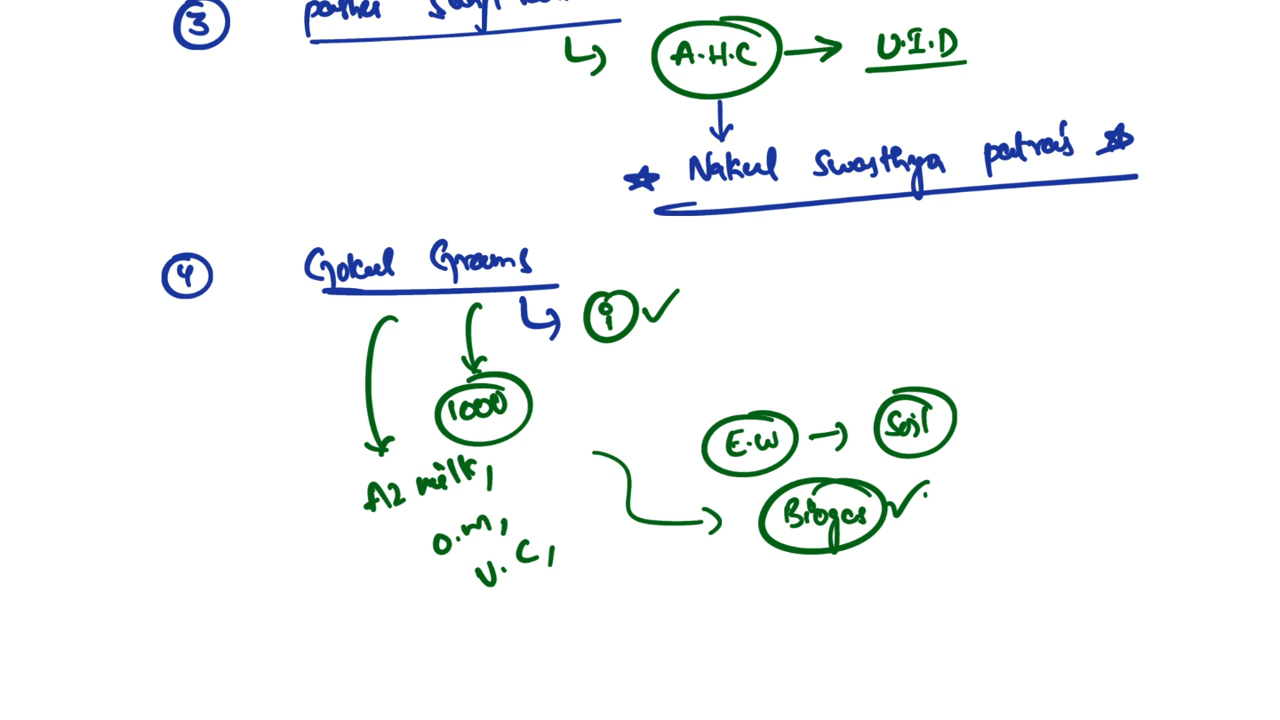 3
A.H.C → U.I.D
Nakul Swasthya patra's
4 Gokul Grams
i
1000
E.W → Soil
A2 milk,
Biogas
O.M,
V.C,